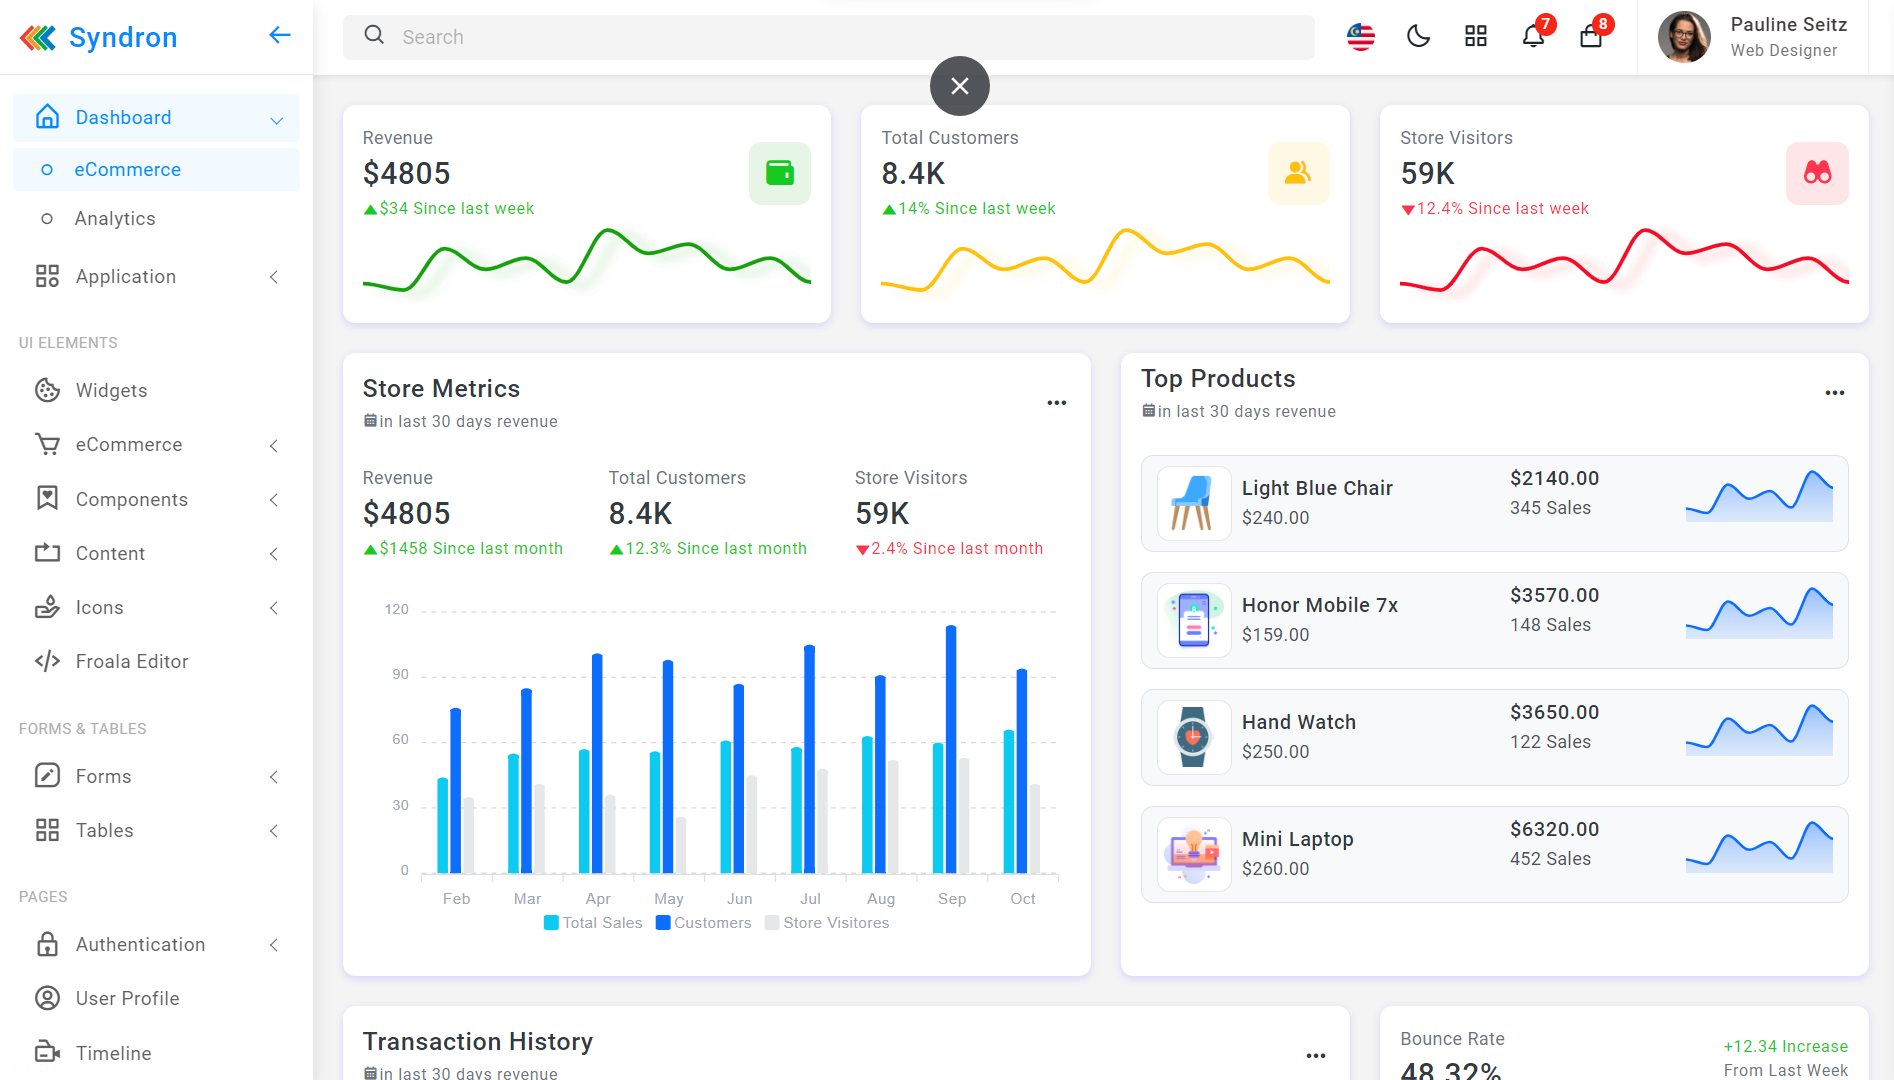 Syndron
Search
7
8
Pauline Seitz
Web Designer
Dashboard
eCommerce
Analytics
Application
UI ELEMENTS
Widgets
eCommerce
Components
Content
Icons
Froala Editor
FORMS & TABLES
Forms
Tables
PAGES
Authentication
User Profile
Timeline
Revenue
$4805
$34 Since last week
Total Customers
8.4K
14% Since last week
Store Visitors
59K
12.4% Since last week
Store Metrics
in last 30 days revenue
Revenue
$4805
$1458 Since last month
Total Customers
8.4K
12.3% Since last month
Store Visitors
59K
2.4% Since last month
120
90
60
30
0
Feb Mar Apr May Jun Jul Aug Sep Oct
Total Sales Customers Store Visitores
Top Products
in last 30 days revenue
Light Blue Chair
$240.00
$2140.00
345 Sales
Honor Mobile 7x
$159.00
$3570.00
148 Sales
Hand Watch
$250.00
$3650.00
122 Sales
Mini Laptop
$260.00
$6320.00
452 Sales
Transaction History
in last 30 days revenue
Bounce Rate
48.32%
+12.34 Increase
From Last Week